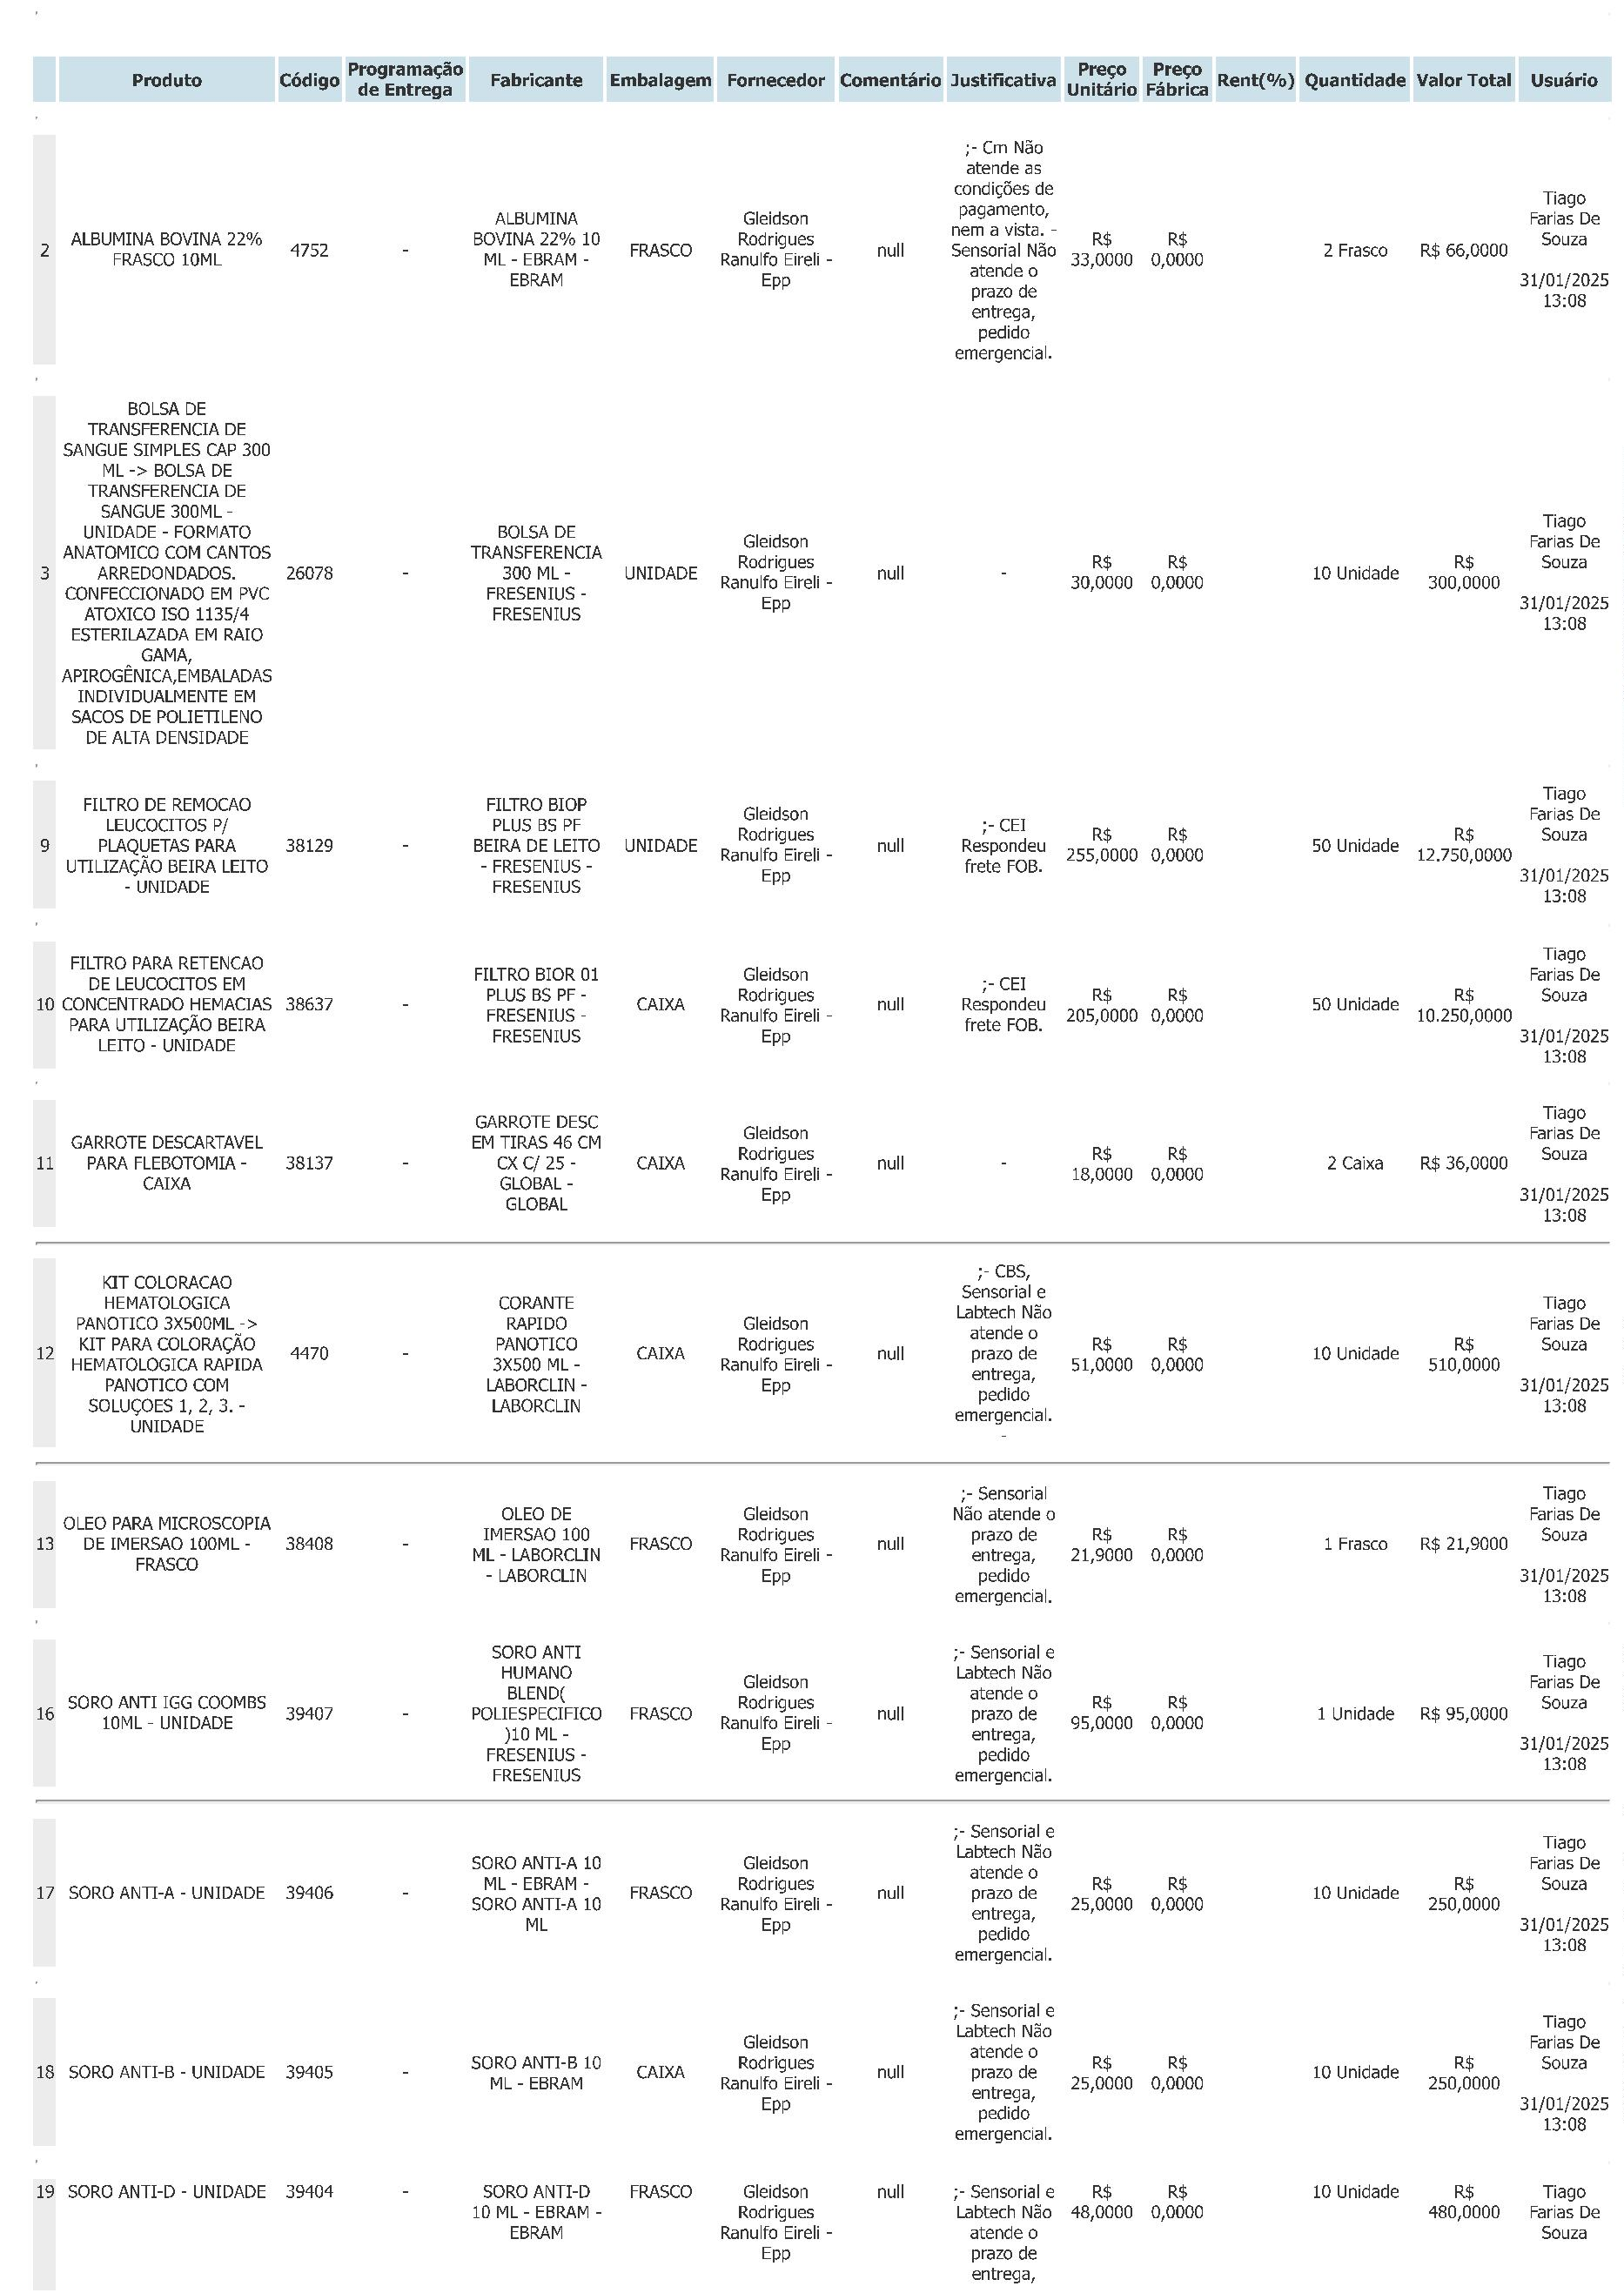 Produto Código Programação de Entrega Fabricante Embalagem Fornecedor Comentário Justificativa Preço Unitário Preço Fábrica Rent(%) Quantidade Valor Total Usuário
2 ALBUMINA BOVINA 22% FRASCO 10ML 4752 - ALBUMINA BOVINA 22% 10 ML - EBRAM - EBRAM FRASCO Gleidson Rodrigues Ranulfo Eireli - Epp null ;- Cm Não atende as condições de pagamento, nem a vista. - Sensorial Não atende o prazo de entrega, pedido emergencial. R$ 33,0000 R$ 0,0000 2 Frasco R$ 66,0000 Tiago Farias De Souza 31/01/2025 13:08
3 BOLSA DE TRANSFERENCIA DE SANGUE SIMPLES CAP 300 ML -> BOLSA DE TRANSFERENCIA DE SANGUE 300ML - UNIDADE - FORMATO ANATOMICO COM CANTOS ARREDONDADOS. CONFECCIONADO EM PVC ATOXICO ISO 1135/4 ESTERILAZADA EM RAIO GAMA, APIROGÊNICA,EMBALADAS INDIVIDUALMENTE EM SACOS DE POLIETILENO DE ALTA DENSIDADE 26078 - BOLSA DE TRANSFERENCIA 300 ML - FRESENIUS - FRESENIUS UNIDADE Gleidson Rodrigues Ranulfo Eireli - Epp null - R$ 30,0000 R$ 0,0000 10 Unidade R$ 300,0000 Tiago Farias De Souza 31/01/2025 13:08
9 FILTRO DE REMOCAO LEUCOCITOS P/ PLAQUETAS PARA UTILIZAÇÃO BEIRA LEITO - UNIDADE 38129 - FILTRO BIOP PLUS BS PF BEIRA DE LEITO - FRESENIUS - FRESENIUS UNIDADE Gleidson Rodrigues Ranulfo Eireli - Epp null ;- CEI Respondeu frete FOB. R$ 255,0000 R$ 0,0000 50 Unidade R$ 12.750,0000 Tiago Farias De Souza 31/01/2025 13:08
10 FILTRO PARA RETENCAO DE LEUCOCITOS EM CONCENTRADO HEMACIAS PARA UTILIZAÇÃO BEIRA LEITO - UNIDADE 38637 - FILTRO BIOR 01 PLUS BS PF - FRESENIUS - FRESENIUS CAIXA Gleidson Rodrigues Ranulfo Eireli - Epp null ;- CEI Respondeu frete FOB. R$ 205,0000 R$ 0,0000 50 Unidade R$ 10.250,0000 Tiago Farias De Souza 31/01/2025 13:08
11 GARROTE DESCARTAVEL PARA FLEBOTOMIA - CAIXA 38137 - GARROTE DESC EM TIRAS 46 CM CX C/ 25 - GLOBAL - GLOBAL CAIXA Gleidson Rodrigues Ranulfo Eireli - Epp null - R$ 18,0000 R$ 0,0000 2 Caixa R$ 36,0000 Tiago Farias De Souza 31/01/2025 13:08
12 KIT COLORACAO HEMATOLOGICA PANOTICO 3X500ML -> KIT PARA COLORAÇÃO HEMATOLOGICA RAPIDA PANOTICO COM SOLUÇOES 1, 2, 3. - UNIDADE 4470 - CORANTE RAPIDO PANOTICO 3X500 ML - LABORCLIN - LABORCLIN CAIXA Gleidson Rodrigues Ranulfo Eireli - Epp null ;- CBS, Sensorial e Labtech Não atende o prazo de entrega, pedido emergencial. - R$ 51,0000 R$ 0,0000 10 Unidade R$ 510,0000 Tiago Farias De Souza 31/01/2025 13:08
13 OLEO PARA MICROSCOPIA DE IMERSAO 100ML - FRASCO 38408 - OLEO DE IMERSAO 100 ML - LABORCLIN - LABORCLIN FRASCO Gleidson Rodrigues Ranulfo Eireli - Epp null ;- Sensorial Não atende o prazo de entrega, pedido emergencial. R$ 21,9000 R$ 0,0000 1 Frasco R$ 21,9000 Tiago Farias De Souza 31/01/2025 13:08
16 SORO ANTI IGG COOMBS 10ML - UNIDADE 39407 - SORO ANTI HUMANO BLEND( POLIESPECIFICO )10 ML - FRESENIUS - FRESENIUS FRASCO Gleidson Rodrigues Ranulfo Eireli - Epp null ;- Sensorial e Labtech Não atende o prazo de entrega, pedido emergencial. R$ 95,0000 R$ 0,0000 1 Unidade R$ 95,0000 Tiago Farias De Souza 31/01/2025 13:08
17 SORO ANTI-A - UNIDADE 39406 - SORO ANTI-A 10 ML - EBRAM - SORO ANTI-A 10 ML FRASCO Gleidson Rodrigues Ranulfo Eireli - Epp null ;- Sensorial e Labtech Não atende o prazo de entrega, pedido emergencial. R$ 25,0000 R$ 0,0000 10 Unidade R$ 250,0000 Tiago Farias De Souza 31/01/2025 13:08
18 SORO ANTI-B - UNIDADE 39405 - SORO ANTI-B 10 ML - EBRAM CAIXA Gleidson Rodrigues Ranulfo Eireli - Epp null ;- Sensorial e Labtech Não atende o prazo de entrega, pedido emergencial. R$ 25,0000 R$ 0,0000 10 Unidade R$ 250,0000 Tiago Farias De Souza 31/01/2025 13:08
19 SORO ANTI-D - UNIDADE 39404 - SORO ANTI-D 10 ML - EBRAM - EBRAM FRASCO Gleidson Rodrigues Ranulfo Eireli - Epp null ;- Sensorial e Labtech Não atende o prazo de entrega, R$ 48,0000 R$ 0,0000 10 Unidade R$ 480,0000 Tiago Farias De Souza